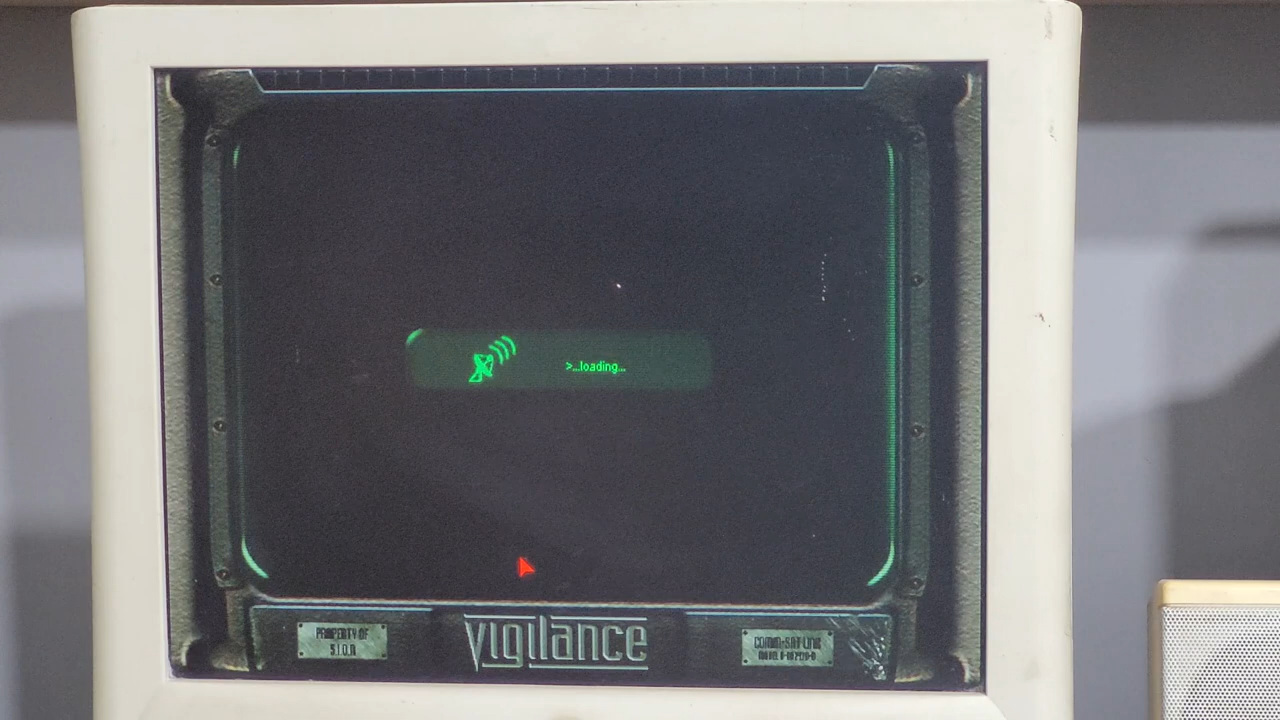 >...loading...
PROPERTY OF
S.I.O.N
Vigilance
COMM-SAT LINK